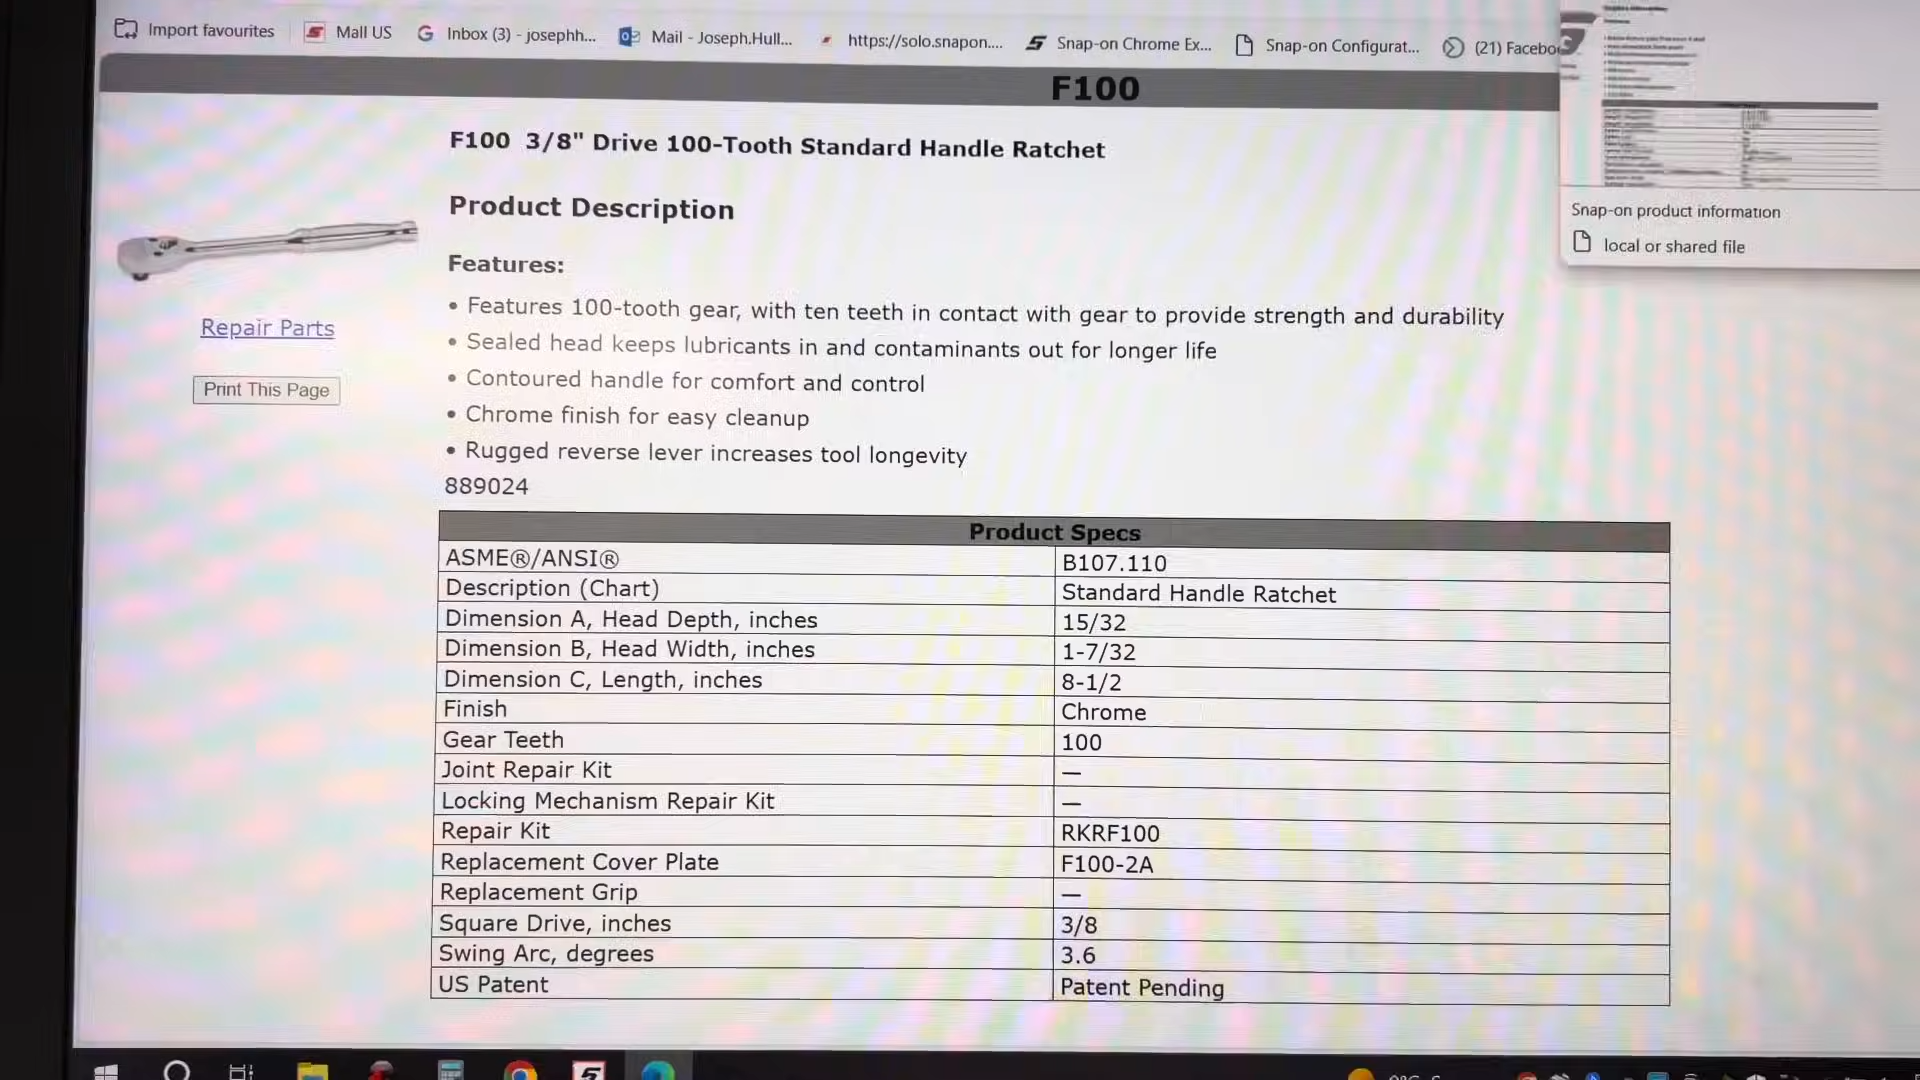 Import favourites
Mall US
Inbox (3) - josephh...
Mail - Joseph.Hull...
https://solo.snapon....
Snap-on Chrome Ex...
Snap-on Configurat...
(21) Facebo
F100
F100 3/8" Drive 100-Tooth Standard Handle Ratchet
Product Description
Features:
• Features 100-tooth gear, with ten teeth in contact with gear to provide strength and durability
• Sealed head keeps lubricants in and contaminants out for longer life
• Contoured handle for comfort and control
• Chrome finish for easy cleanup
• Rugged reverse lever increases tool longevity
889024
Repair Parts
Print This Page
Snap-on product information
local or shared file
Product Specs
ASME®/ANSI® B107.110
Description (Chart) Standard Handle Ratchet
Dimension A, Head Depth, inches 15/32
Dimension B, Head Width, inches 1-7/32
Dimension C, Length, inches 8-1/2
Finish Chrome
Gear Teeth 100
Joint Repair Kit —
Locking Mechanism Repair Kit —
Repair Kit RKRF100
Replacement Cover Plate F100-2A
Replacement Grip —
Square Drive, inches 3/8
Swing Arc, degrees 3.6
US Patent Patent Pending